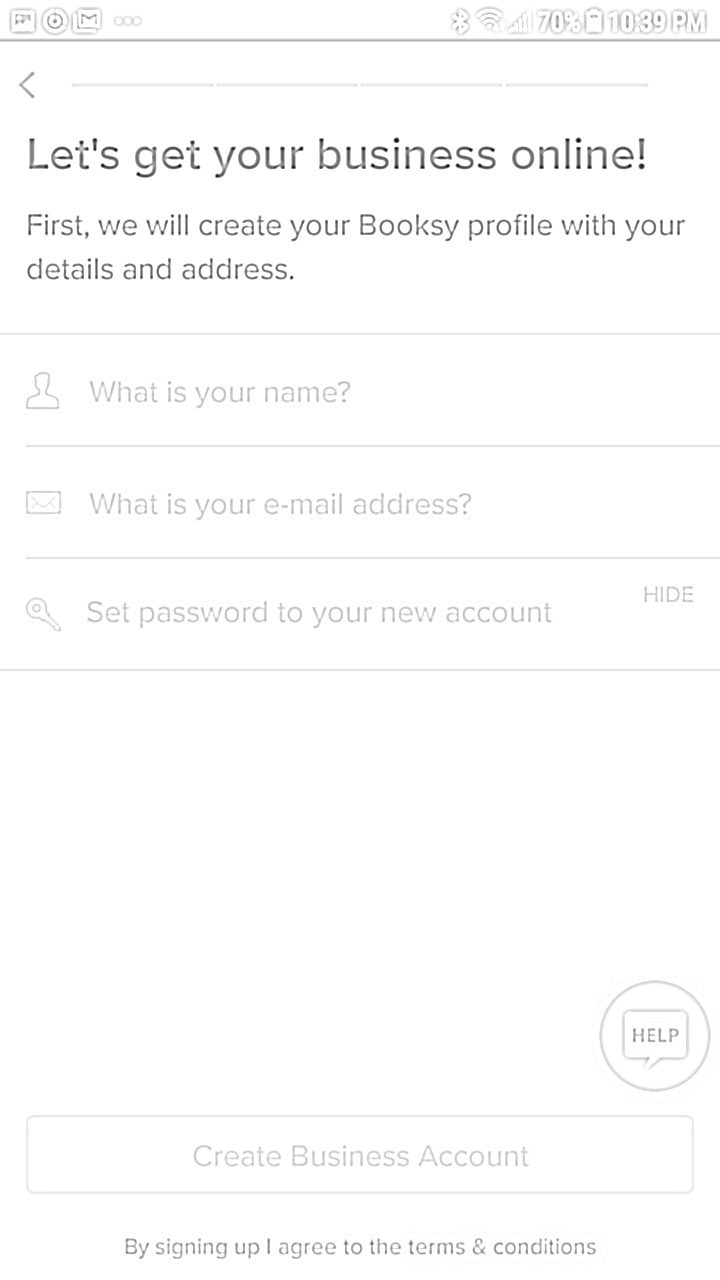 70% 10:39 PM
Let's get your business online!
First, we will create your Booksy profile with your
details and address.
What is your name?
What is your e-mail address?
HIDE
Set password to your new account
HELP
Create Business Account
By signing up I agree to the terms & conditions